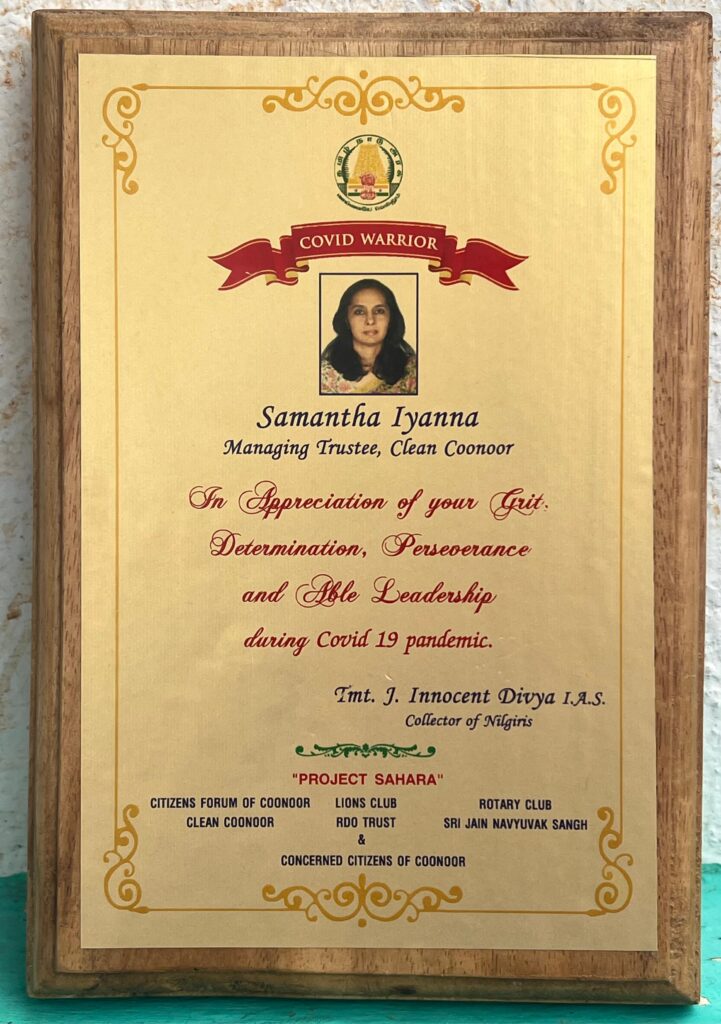 தமிழ் நாடு அரசு
வாய்மையே வெல்லும்
COVID WARRIOR
Samantha Iyanna
Managing Trustee, Clean Coonoor
In Appreciation of your Grit,
Determination, Perseverance
and Able Leadership
during Covid 19 pandemic.
Tmt. J. Innocent Divya I.A.S.
Collector of Nilgiris
"PROJECT SAHARA"
CITIZENS FORUM OF COONOOR LIONS CLUB ROTARY CLUB
CLEAN COONOOR RDO TRUST SRI JAIN NAVYUVAK SANGH
&
CONCERNED CITIZENS OF COONOOR